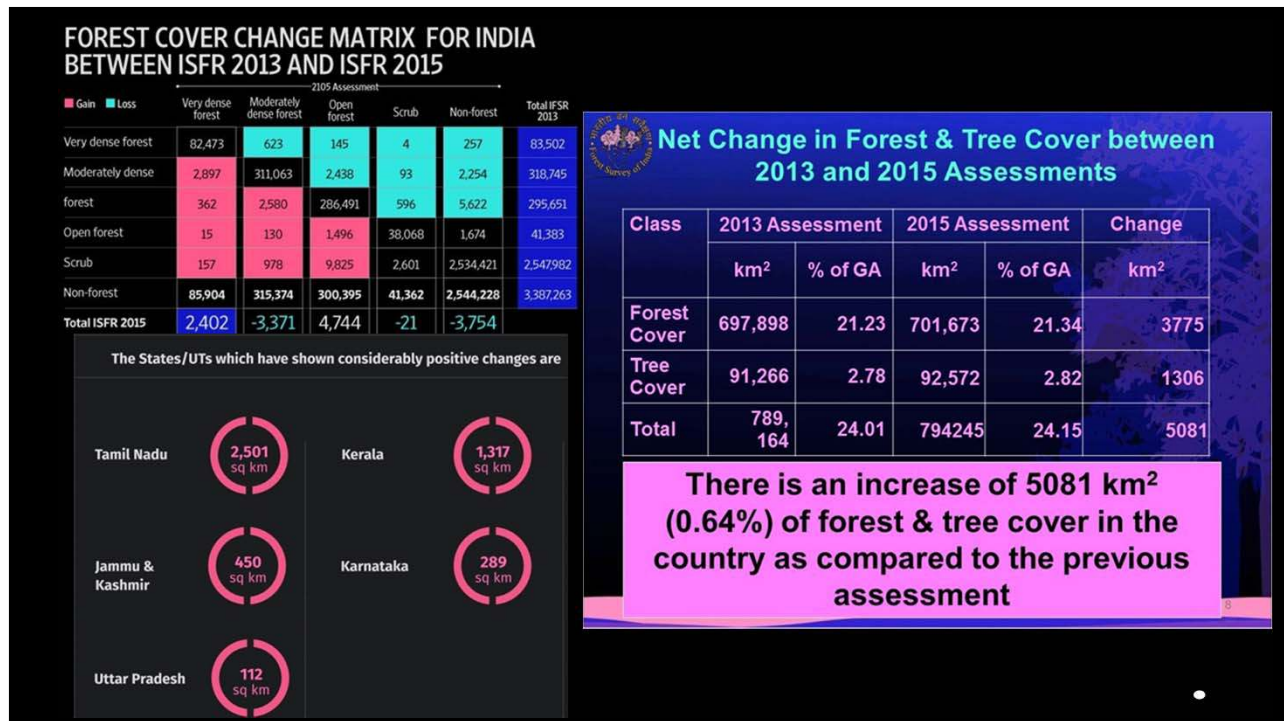 FOREST COVER CHANGE MATRIX FOR INDIA
BETWEEN ISFR 2013 AND ISFR 2015
2105 Assessment
Gain Loss Very dense forest Moderately dense forest Open forest Scrub Non-forest Total IFSR 2013
Very dense forest 82,473 623 145 4 257 83,502
Moderately dense 2,897 311,063 2,438 93 2,254 318,745
forest 362 2,580 286,491 596 5,622 295,651
Open forest 15 130 1,496 38,068 1,674 41,383
Scrub 157 978 9,825 2,601 2,534,421 2,547,982
Non-forest 85,904 315,374 300,395 41,362 2,544,228 3,387,263
Total ISFR 2015 2,402 -3,371 4,744 -21 -3,754
The States/UTs which have shown considerably positive changes are
Tamil Nadu 2,501 sq km Kerala 1,317 sq km
Jammu & Kashmir 450 sq km Karnataka 289 sq km
Uttar Pradesh 112 sq km
भारतीय वन सर्वेक्षण
Forest Survey of India
Net Change in Forest & Tree Cover between
2013 and 2015 Assessments
Class 2013 Assessment 2015 Assessment Change
km² % of GA km² % of GA km²
Forest Cover 697,898 21.23 701,673 21.34 3775
Tree Cover 91,266 2.78 92,572 2.82 1306
Total 789, 164 24.01 794245 24.15 5081
There is an increase of 5081 km²
(0.64%) of forest & tree cover in the
country as compared to the previous
assessment
8